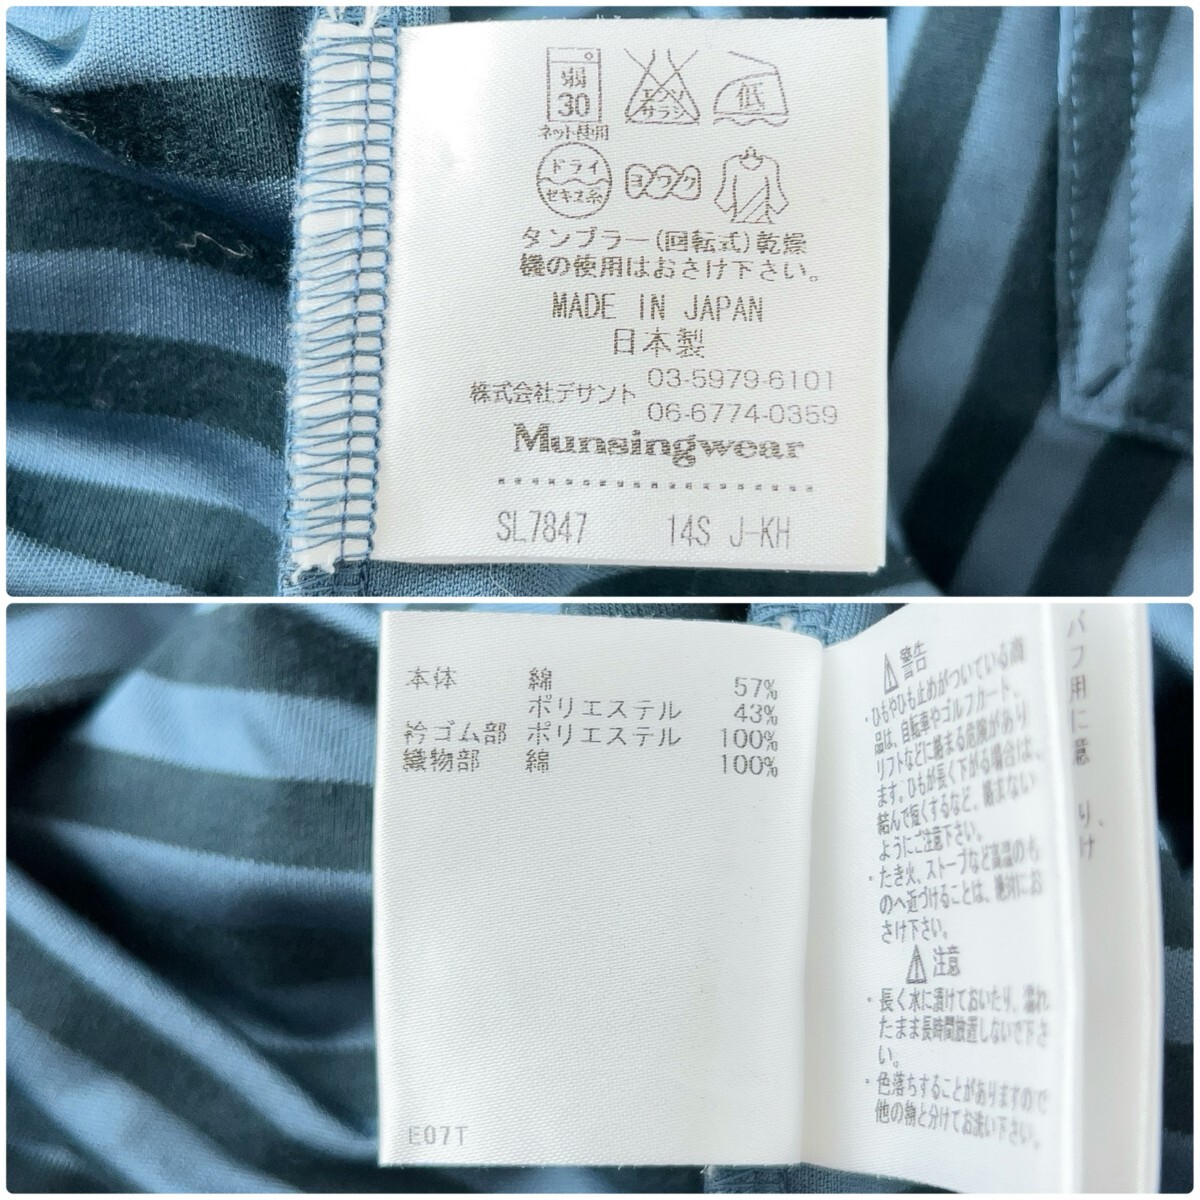 弱
30
ネット使用
エンソ
サラシ
低
ドライ
セキユ系
ヨワク
タンブラー(回転式)乾燥
機の使用はおさけ下さい。
MADE IN JAPAN
日本製
株式会社デサント
03-5979-6101
06-6774-0359
Munsingwear
SL7847 14S J-KH
本体 綿 57%
ポリエステル 43%
衿ゴム部 ポリエステル 100%
織物部 綿 100%
E07T
警告
・ひもやひも止めがついている商
品は、自転車やゴルフカート、
リフトなどに絡まる危険があり
ます。ひもが長く下がる場合は、
結んで短くするなど、絡まない
ようにご注意下さい。
・たき火、ストーブなど高温のも
のへ近づけることは、絶対にお
さけ下さい。
注意
・長く水に漬けておいたり、濡れ
たまま長時間放置しないで下さ
い。
・色落ちすることがありますので
他の物と分けてお洗い下さい。